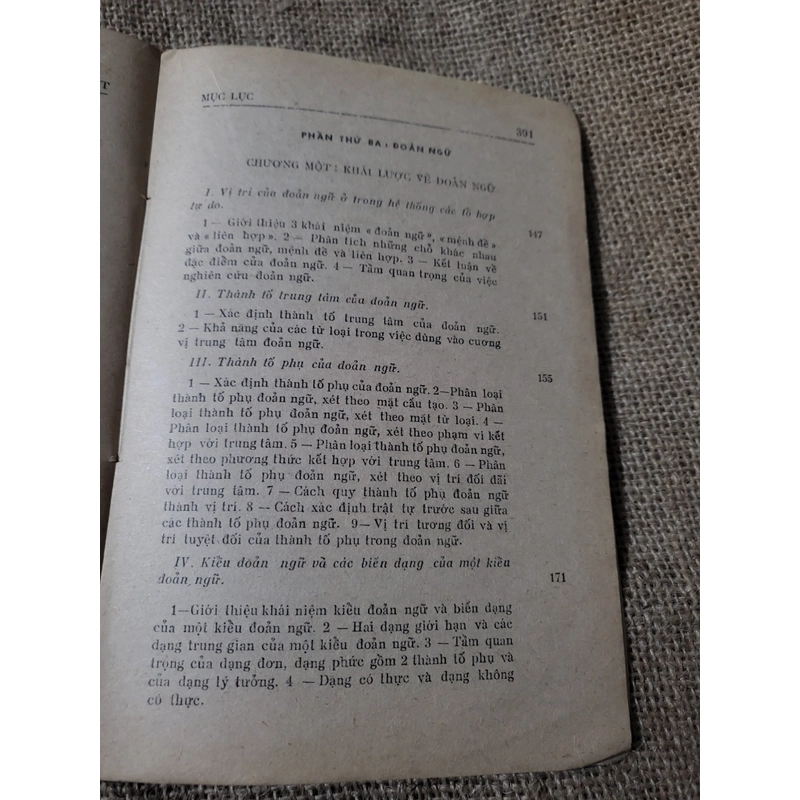 T
MỤC LỤC
391
PHẦN THỨ BA : ĐOẢN NGỮ
CHƯƠNG MỘT : KHÁI LƯỢC VỀ ĐOẢN NGỮ
I. Vị trí của đoản ngữ ở trong hệ thống các tổ hợp
tự do. 147
1 — Giới thiệu 3 khái niệm « đoản ngữ », « mệnh đề »
và « liên hợp ». 2 — Phân tích những chỗ khác nhau
giữa đoản ngữ, mệnh đề và liên hợp. 3 — Kết luận về
đặc điểm của đoản ngữ. 4 — Tầm quan trọng của việc
nghiên cứu đoản ngữ.
II. Thành tố trung tâm của đoản ngữ. 151
1 — Xác định thành tố trung tâm của đoản ngữ.
2 — Khả năng của các từ loại trong việc dùng vào cương
vị trung tâm đoản ngữ.
III. Thành tố phụ của đoản ngữ. 155
1 — Xác định thành tố phụ của đoản ngữ. 2—Phân loại
thành tố phụ đoản ngữ, xét theo mặt cấu tạo. 3 — Phân
loại thành tố phụ đoản ngữ, xét theo mặt từ loại. 4 —
Phân loại thành tố phụ đoản ngữ, xét theo phạm vi kết
hợp với trung tâm. 5 — Phân loại thành tố phụ đoản ngữ,
xét theo phương thức kết hợp với trung tâm. 6 — Phân
loại thành tố phụ đoản ngữ, xét theo vị trí đối đãi
với trung tâm. 7 — Cách quy thành tố phụ đoản ngữ
thành vị trí. 8 — Cách xác định trật tự trước sau giữa
các thành tố phụ đoản ngữ. 9— Vị trí tương đối và vị
trí tuyệt đối của thành tố phụ trong đoản ngữ.
IV. Kiểu đoản ngữ và các biến dạng của một kiểu
đoản ngữ. 171
1—Giới thiệu khái niệm kiểu đoản ngữ và biến dạng
của một kiểu đoản ngữ. 2 — Hai dạng giới hạn và các
dạng trung gian của một kiểu đoản ngữ. 3 — Tầm quan
trọng của dạng đơn, dạng phức gồm 2 thành tố phụ và
của dạng lý tưởng. 4 — Dạng có thực và dạng không
có thực.